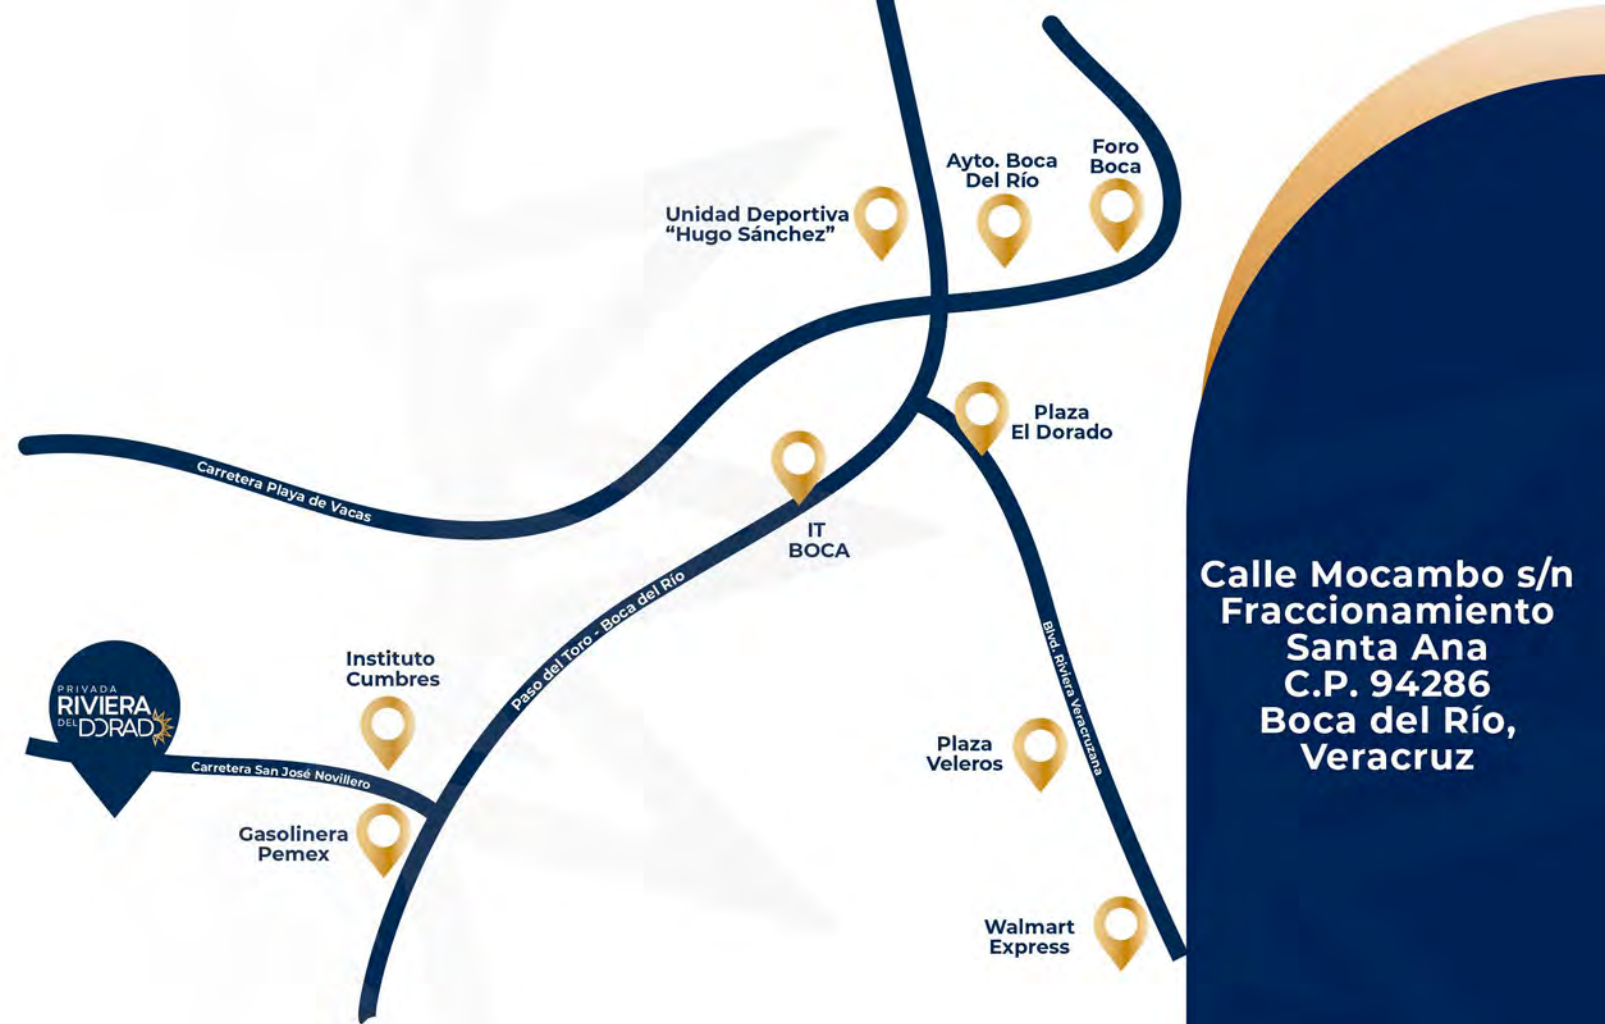 Foro
Boca
Ayto. Boca
Del Río
Unidad Deportiva
“Hugo Sánchez”
Plaza
El Dorado
Carretera Playa de Vacas
IT
BOCA
Paso del Toro - Boca del Río
Blvd. Riviera Veracruzana
Instituto
Cumbres
PRIVADA
RIVIERA
DEL DORADO
Carretera San José Novillero
Gasolinera
Pemex
Plaza
Veleros
Walmart
Express
Calle Mocambo s/n
Fraccionamiento
Santa Ana
C.P. 94286
Boca del Río,
Veracruz